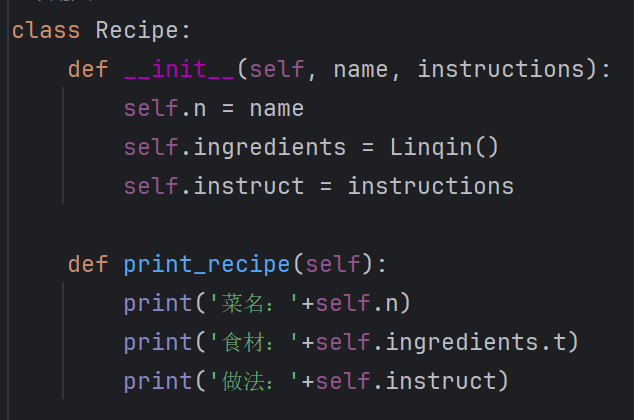 class Recipe:
    def __init__(self, name, instructions):
        self.n = name
        self.ingredients = Linqin()
        self.instruct = instructions

    def print_recipe(self):
        print('菜名：'+self.n)
        print('食材：'+self.ingredients.t)
        print('做法：'+self.instruct)